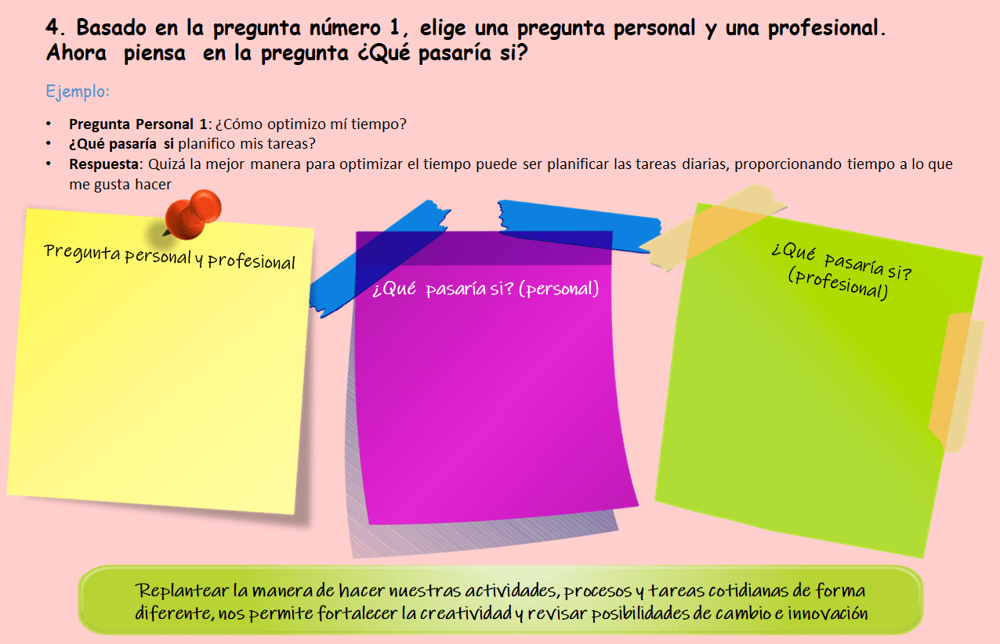 4. Basado en la pregunta número 1, elige una pregunta personal y una profesional.
Ahora piensa en la pregunta ¿Qué pasaría si?
Ejemplo:
• Pregunta Personal 1: ¿Cómo optimizo mí tiempo?
• ¿Qué pasaría si planifico mis tareas?
• Respuesta: Quizá la mejor manera para optimizar el tiempo puede ser planificar las tareas diarias, proporcionando tiempo a lo que
me gusta hacer
Pregunta personal y profesional
¿Qué pasaría si? (personal)
¿Qué pasaría si?
(profesional)
Replantear la manera de hacer nuestras actividades, procesos y tareas cotidianas de forma
diferente, nos permite fortalecer la creatividad y revisar posibilidades de cambio e innovación